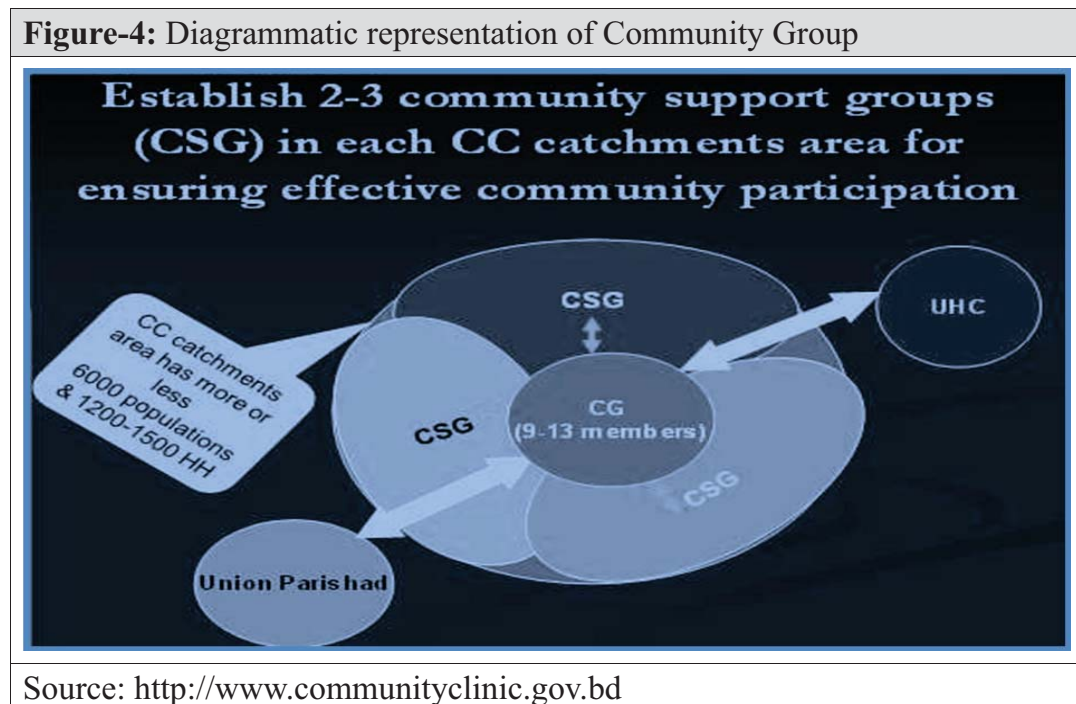 Figure-4: Diagrammatic representation of Community Group
Establish 2-3 community support groups
(CSG) in each CC catchments area for
ensuring effective community participation
CSG
UHC
CC catchments
area has more or
less
6000 populations
& 1200-1500 HH
CG
(9-13 members)
CSG
CSG
Union Parishad
Source: http://www.communityclinic.gov.bd